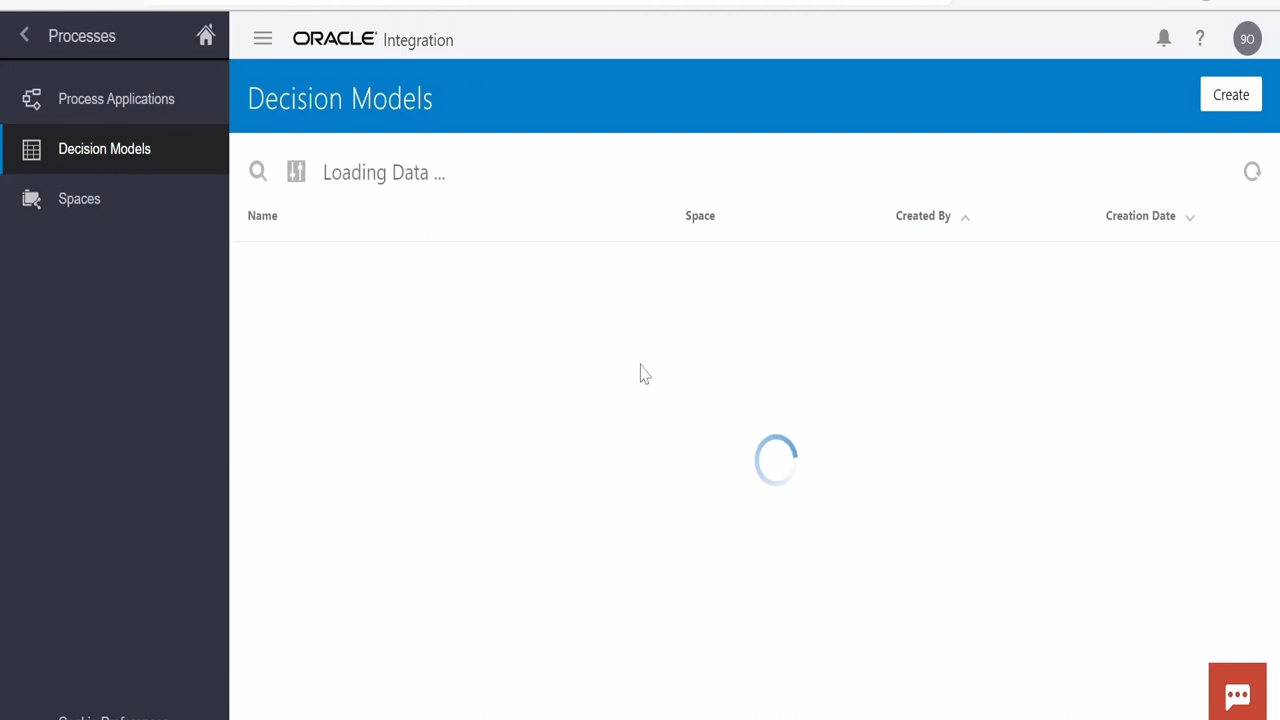 Processes
ORACLE Integration
?
9O
Process Applications
Decision Models
Spaces
Decision Models
Create
Loading Data ...
Name
Space
Created By
Creation Date